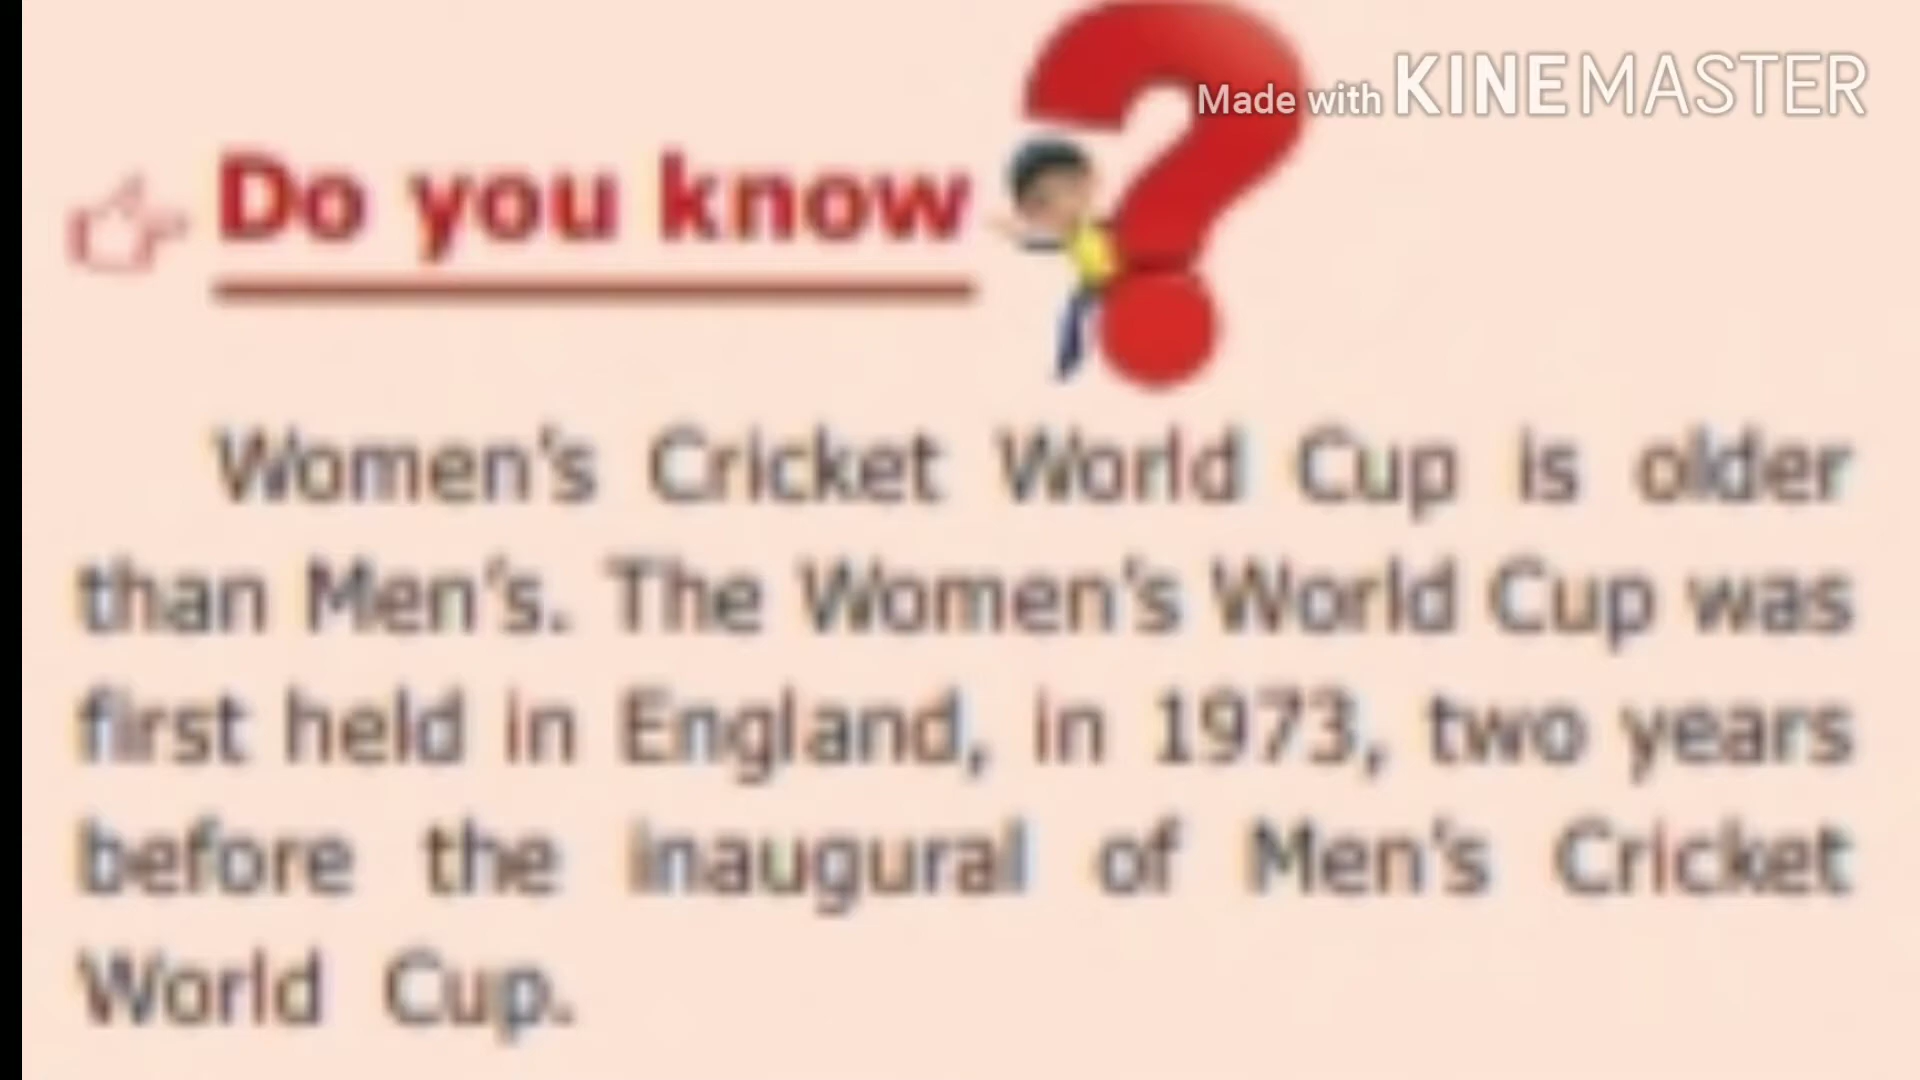 Made with KINEMASTER
Do you know
Women's Cricket World Cup is older
than Men's. The Women's World Cup was
first held in England, in 1973, two years
before the inaugural of Men's Cricket
World Cup.